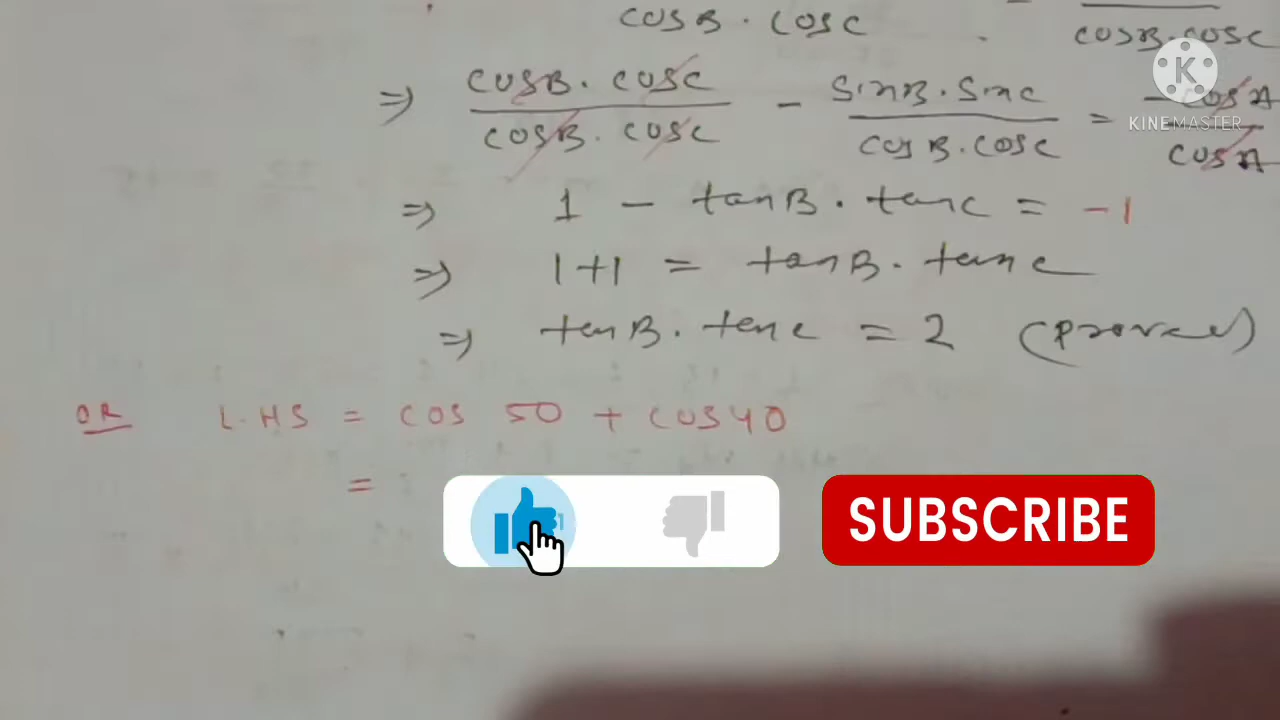 cosB . cosC cosB.cosC
K
KINEMASTER
⇒ cosB . cosC / cosB . cosC - sinB . sinC / cosB . cosC = -cosA / cosA
⇒ 1 - tanB . tanC = -1
⇒ 1+1 = tanB . tanC
⇒ tanB . tanC = 2 (proved)
OR L.HS = cos 50 + cos40
=
SUBSCRIBE